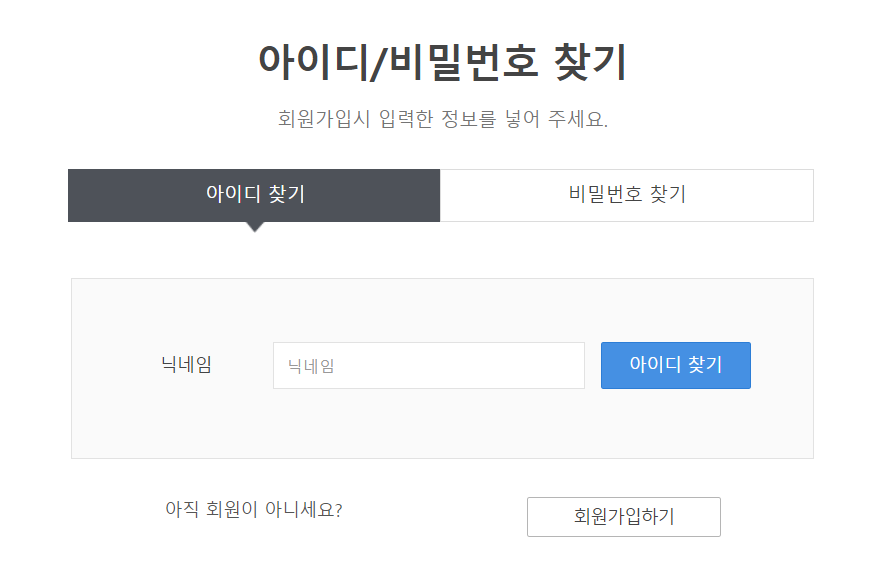 아이디/비밀번호 찾기
회원가입시 입력한 정보를 넣어 주세요.
아이디 찾기
비밀번호 찾기
닉네임
닉네임
아이디 찾기
아직 회원이 아니세요?
회원가입하기